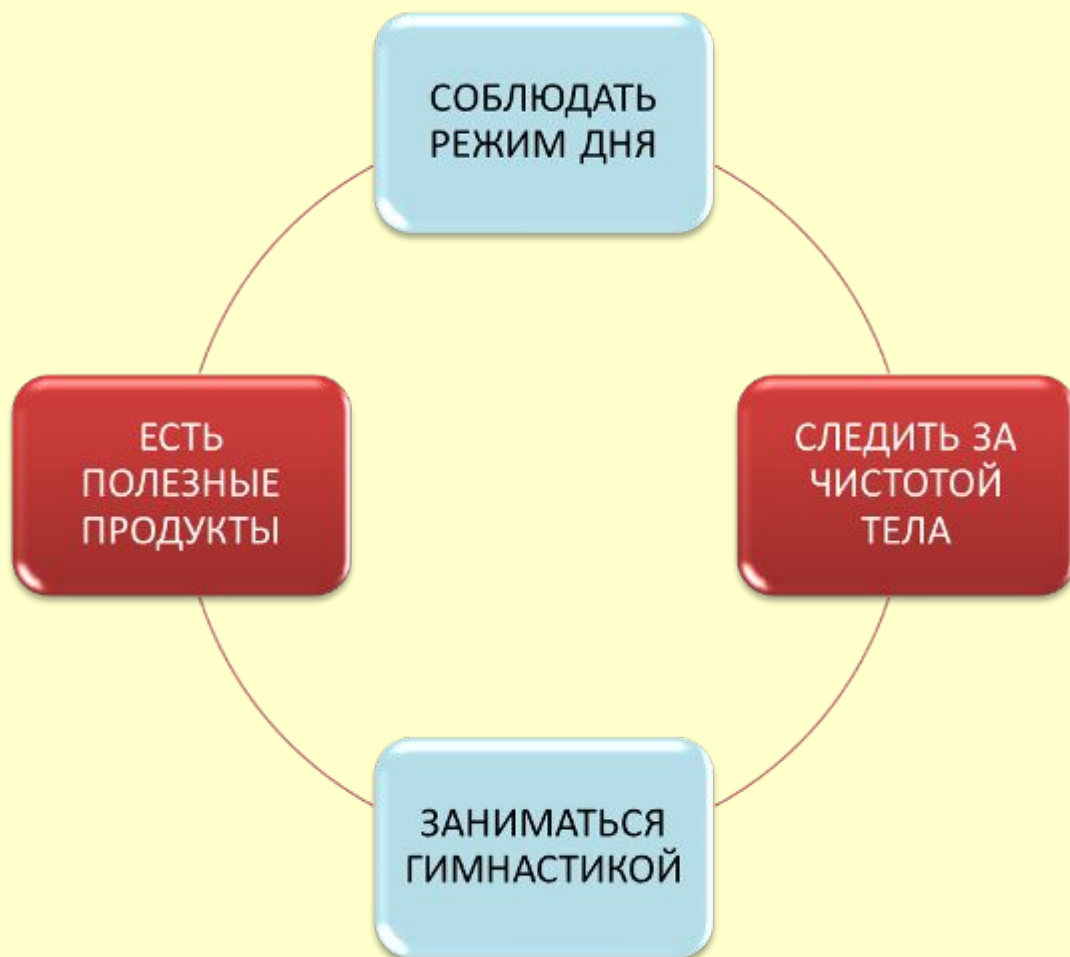 СОБЛЮДАТЬ
РЕЖИМ ДНЯ
ЕСТЬ
ПОЛЕЗНЫЕ
ПРОДУКТЫ
СЛЕДИТЬ ЗА
ЧИСТОТОЙ
ТЕЛА
ЗАНИМАТЬСЯ
ГИМНАСТИКОЙ